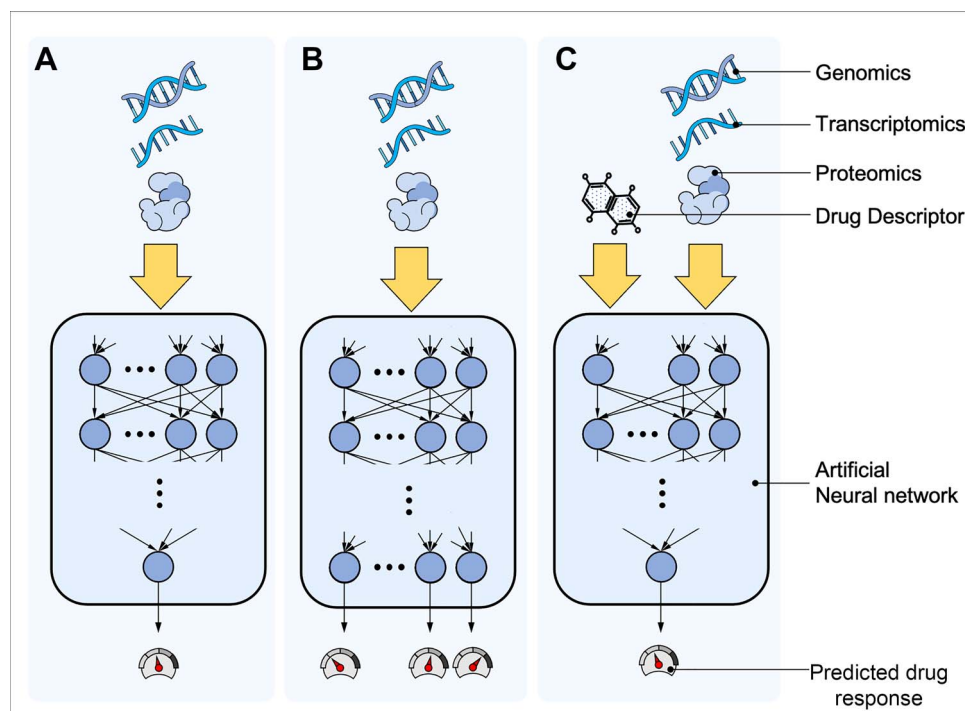 A
B
C
Genomics
Transcriptomics
Proteomics
Drug Descriptor
Artificial
Neural network
Predicted drug
response